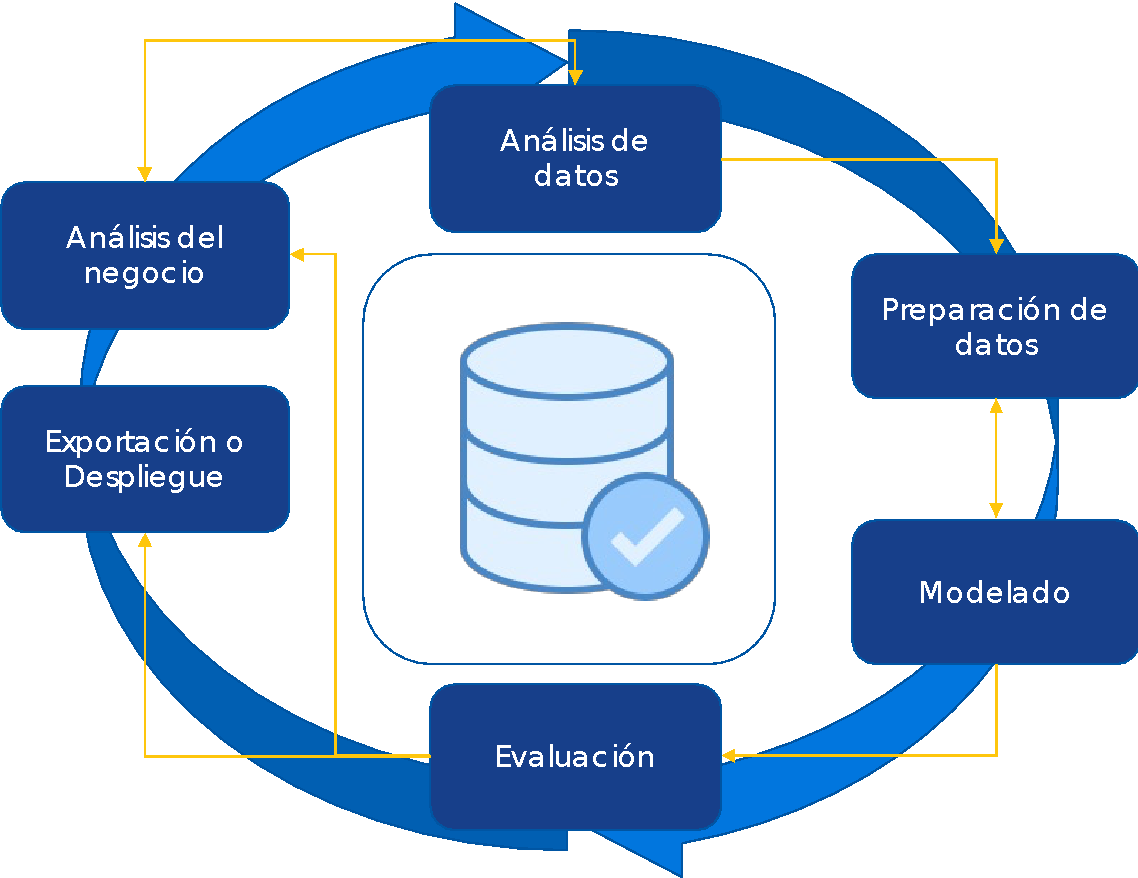 Análisis de
datos
Análisis del
negocio
Preparación de
datos
Exportación o
Despliegue
Modelado
Evaluación